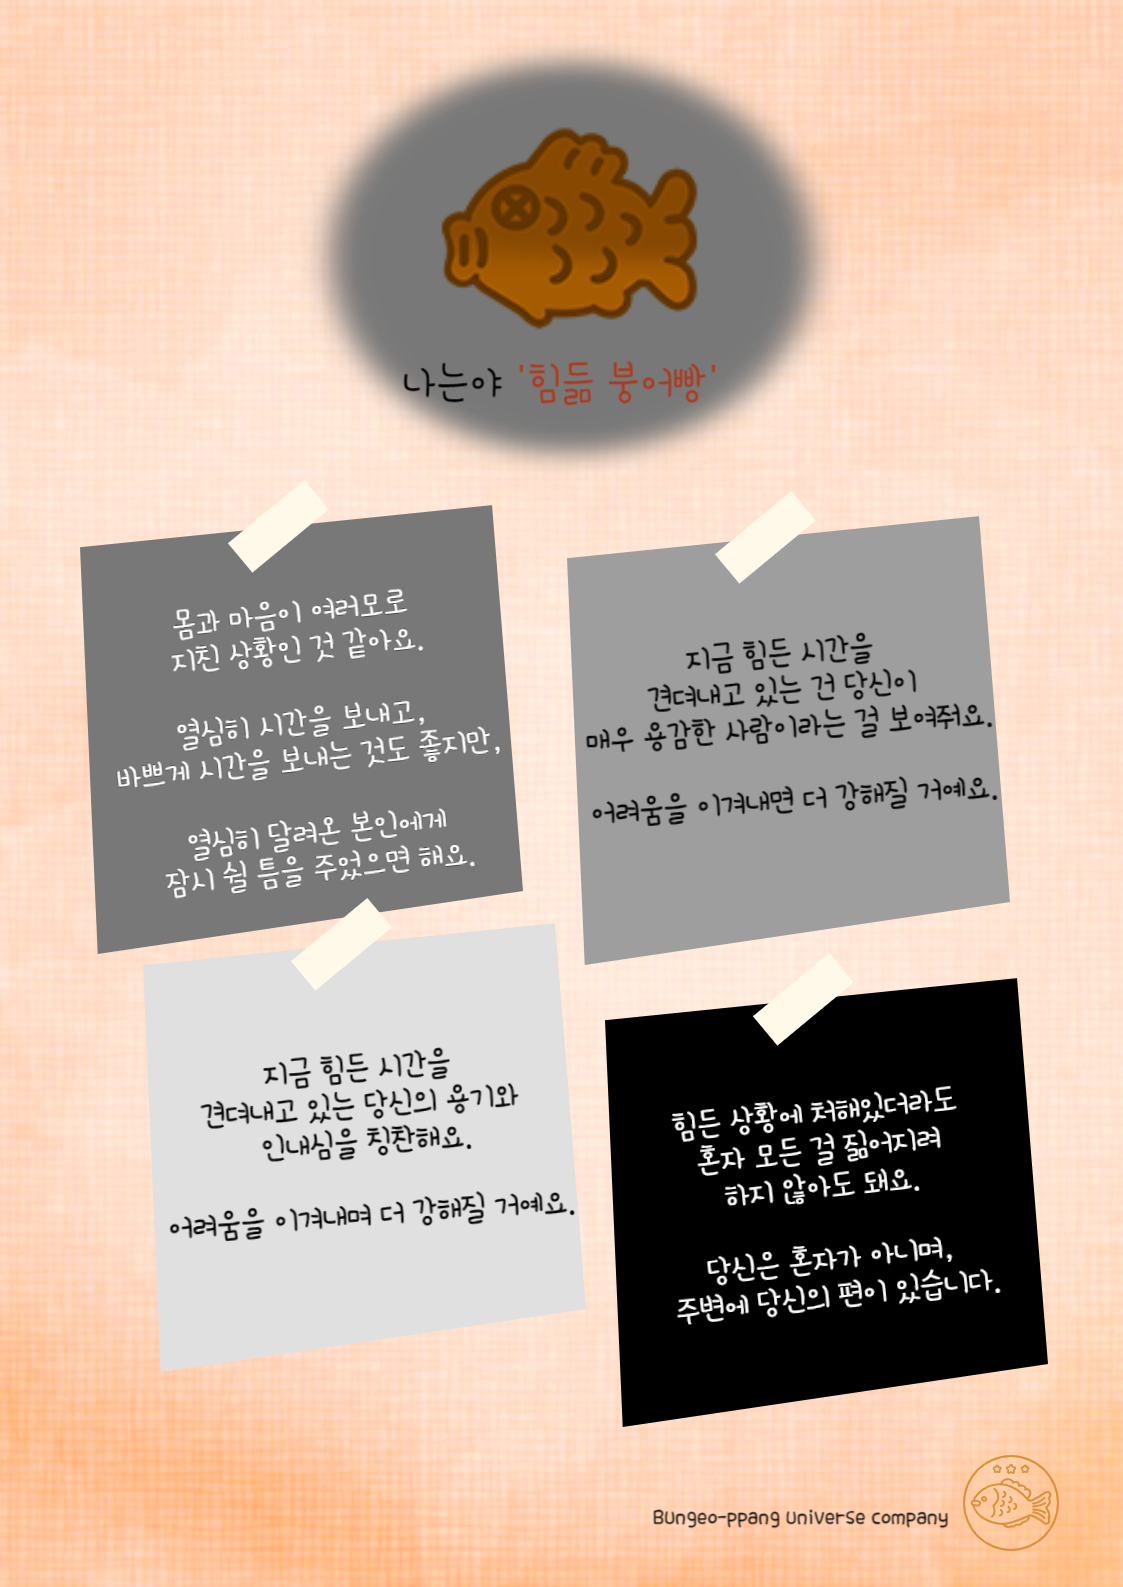 나는야 '힘듦 붕어빵'
몸과 마음이 여러모로
지친 상황인 것 같아요.
열심히 시간을 보내고,
바쁘게 시간을 보내는 것도 좋지만,
열심히 달려온 본인에게
잠시 쉴 틈을 주었으면 해요.
지금 힘든 시간을
견뎌내고 있는 건 당신이
매우 용감한 사람이라는 걸 보여줘요.
어려움을 이겨내면 더 강해질 거예요.
지금 힘든 시간을
견뎌내고 있는 당신의 용기와
인내심을 칭찬해요.
어려움을 이겨내며 더 강해질 거예요.
힘든 상황에 처해있더라도
혼자 모든 걸 짊어지려
하지 않아도 돼요.
당신은 혼자가 아니며,
주변에 당신의 편이 있습니다.
Bungeo-ppang universe company